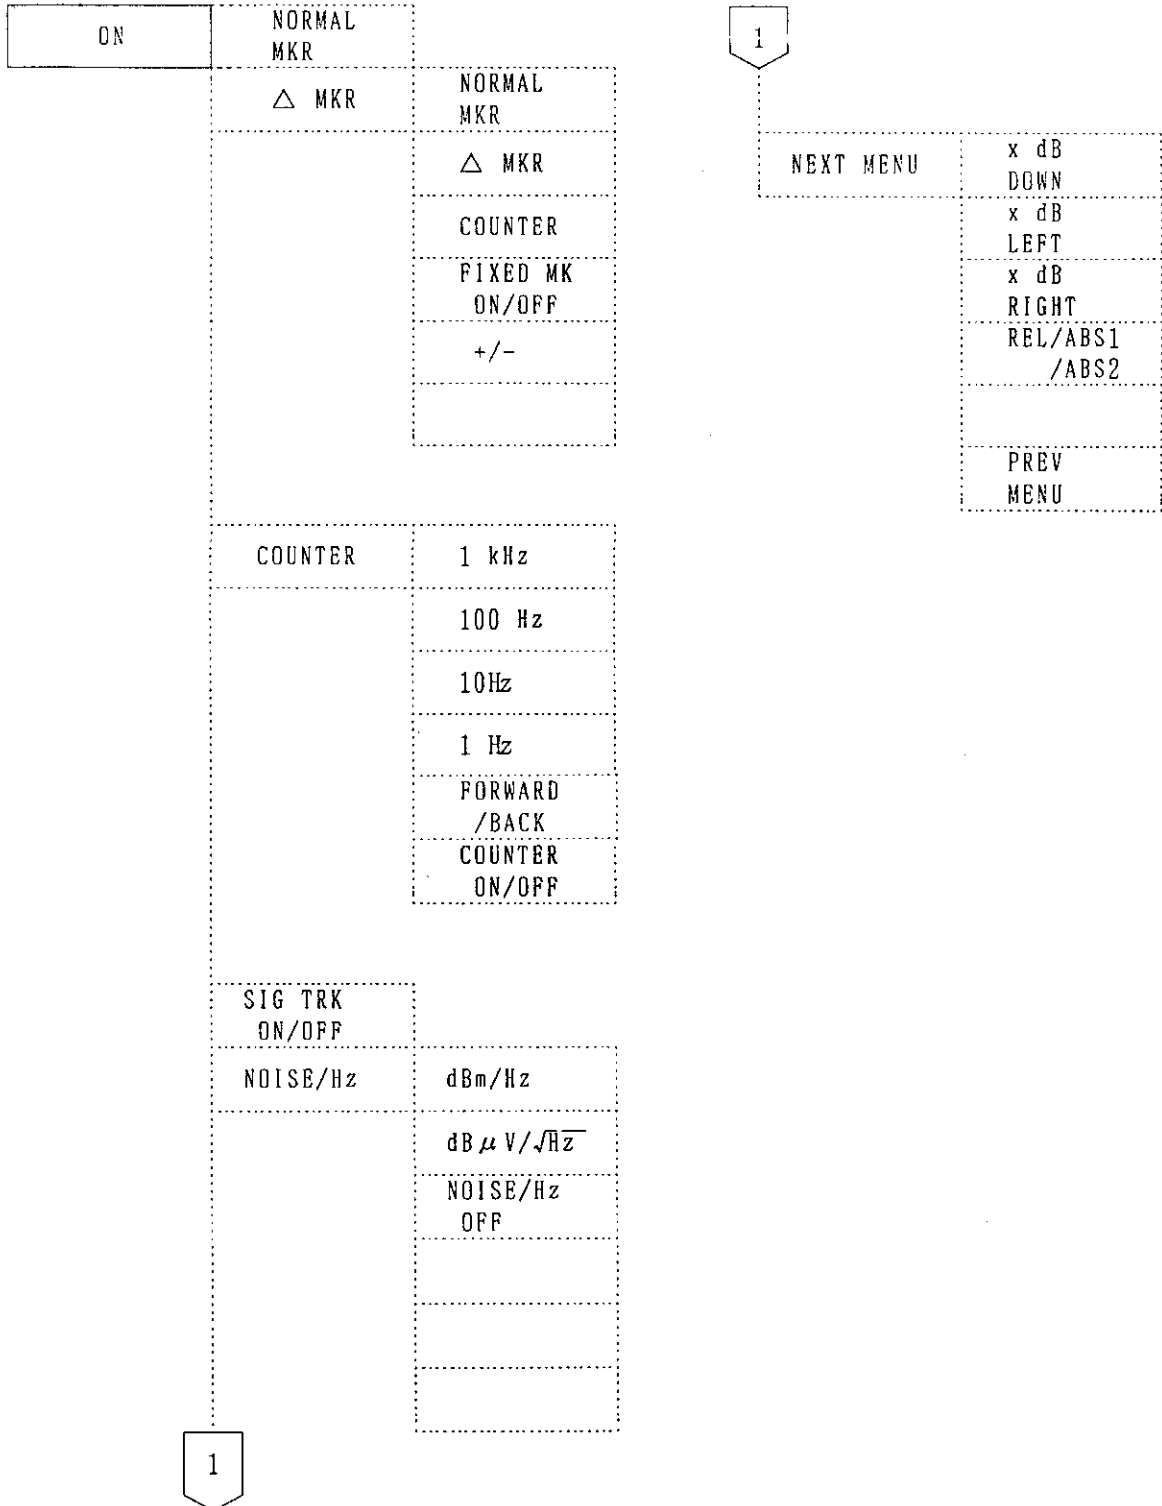 ON
NORMAL
MKR
△ MKR
NORMAL
MKR
△ MKR
COUNTER
FIXED MK
ON/OFF
+/-
COUNTER
1 kHz
100 Hz
10Hz
1 Hz
FORWARD
/BACK
COUNTER
ON/OFF
SIG TRK
ON/OFF
NOISE/Hz
dBm/Hz
dBμV/√Hz
NOISE/Hz
OFF
1
1
NEXT MENU
x dB
DOWN
x dB
LEFT
x dB
RIGHT
REL/ABS1
/ABS2
PREV
MENU